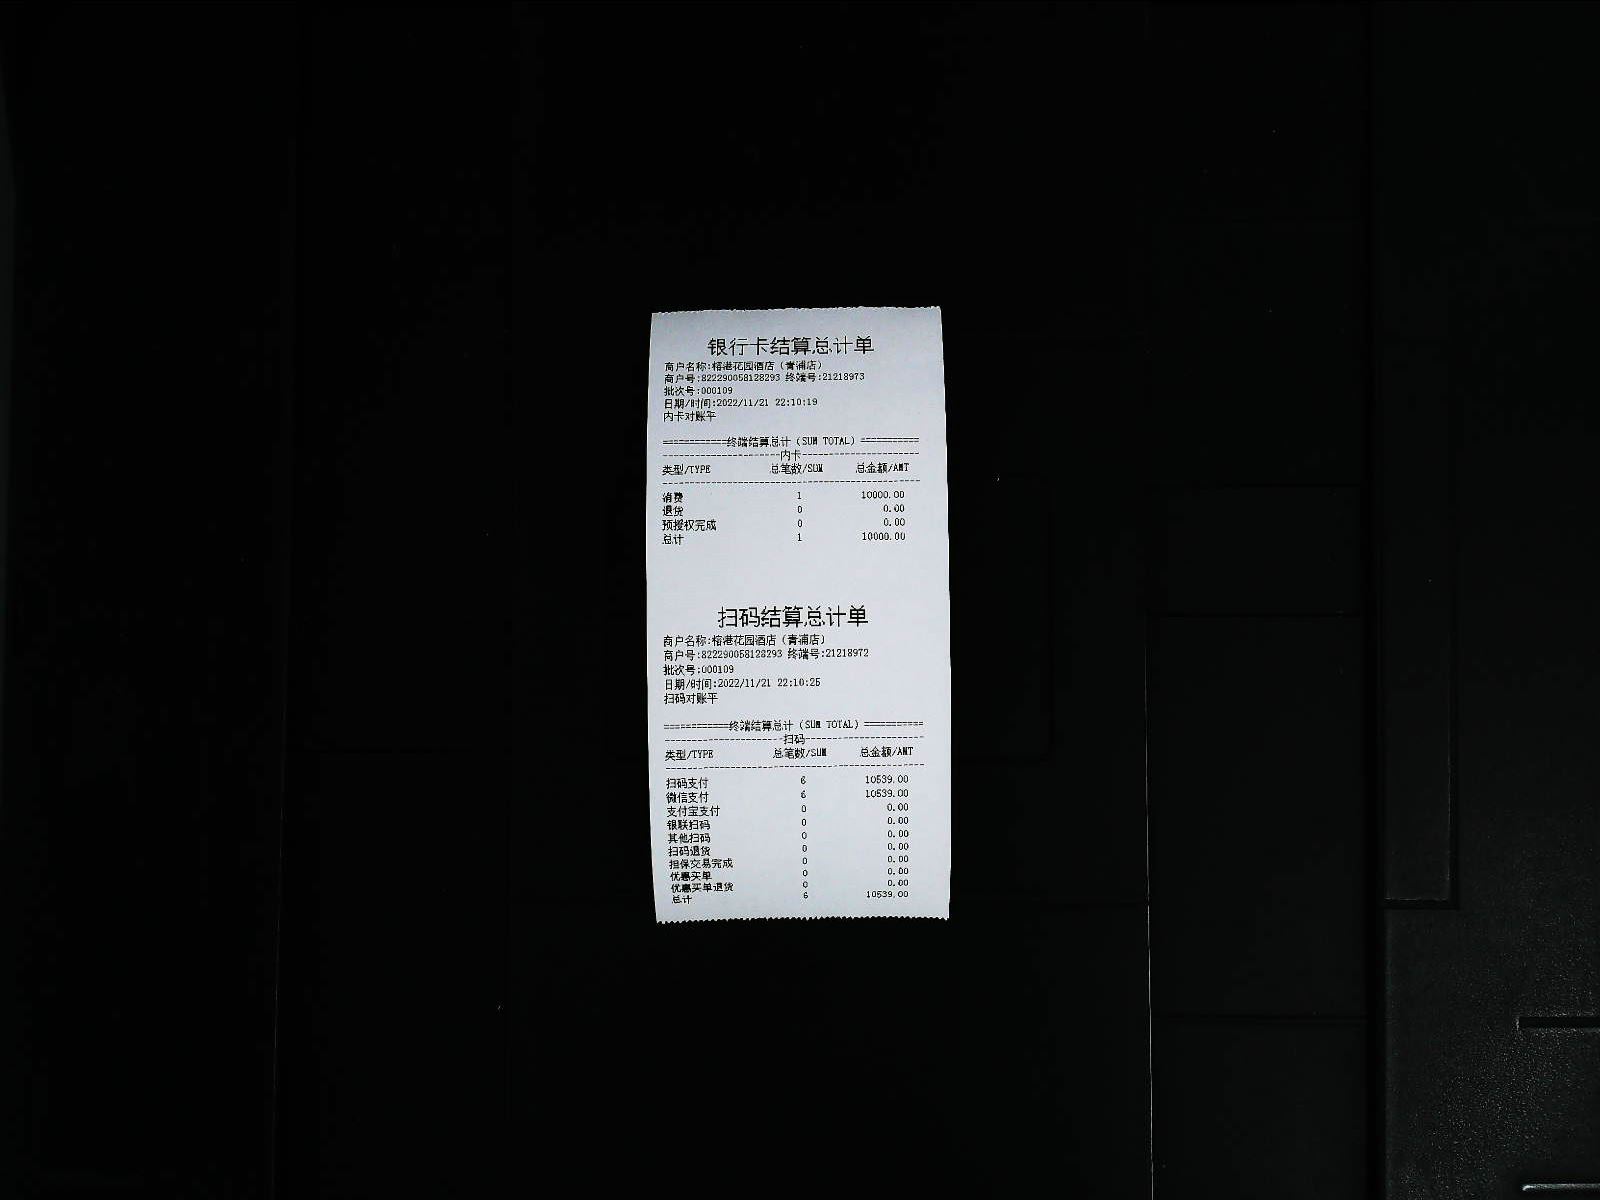 银行卡结算总计单
商户名称:榕港花园酒店（青浦店）
商户号:822290058128293 终端号:21218973
批次号:000109
日期/时间:2022/11/21 22:10:19
内卡对账平
============终端结算总计（SUM TOTAL）===========
----------------------内卡----------------------
类型/TYPE 总笔数/SUM 总金额/AMT
------------------------------------------------
消费 1 10000.00
退货 0 0.00
预授权完成 0 0.00
总计 1 10000.00
扫码结算总计单
商户名称:榕港花园酒店（青浦店）
商户号:822290058128293 终端号:21218972
批次号:000109
日期/时间:2022/11/21 22:10:25
扫码对账平
============终端结算总计（SUM TOTAL）===========
----------------------扫码----------------------
类型/TYPE 总笔数/SUM 总金额/AMT
------------------------------------------------
扫码支付 6 10539.00
微信支付 6 10539.00
支付宝支付 0 0.00
银联扫码 0 0.00
其他扫码 0 0.00
扫码退货 0 0.00
担保交易完成 0 0.00
优惠买单 0 0.00
优惠买单退货 0 0.00
总计 6 10539.00